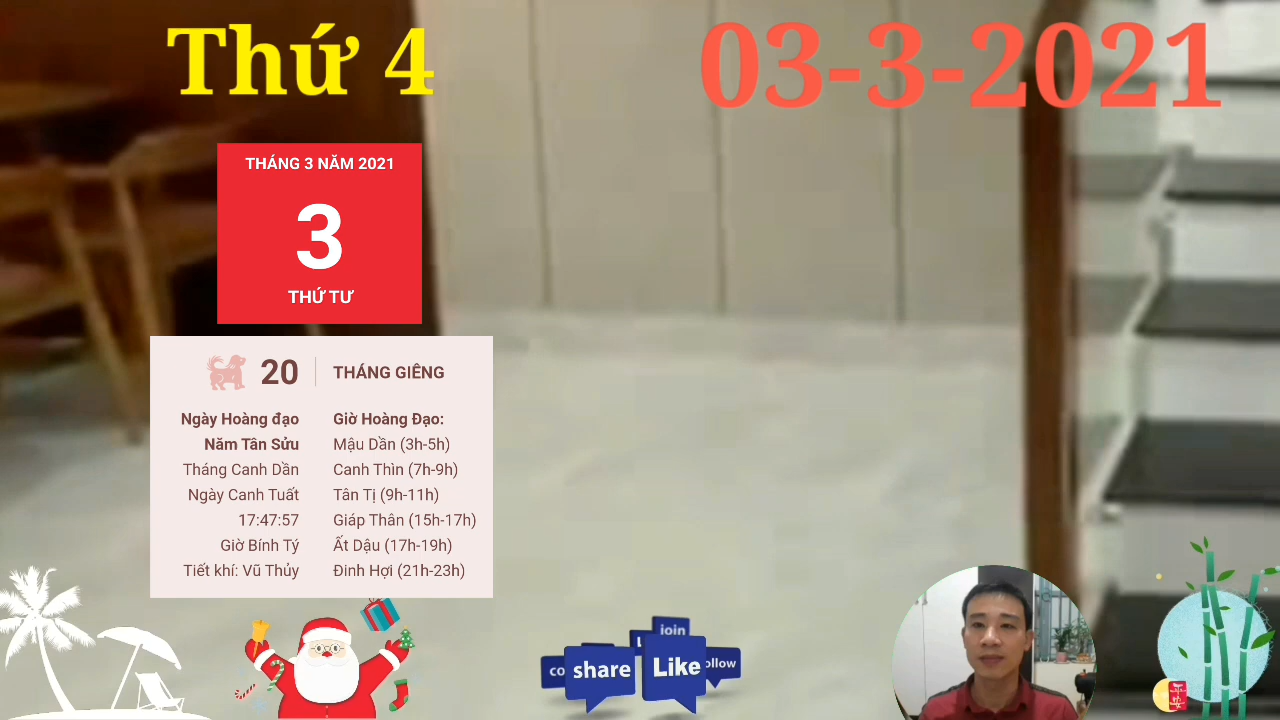 Thứ 4
03-3-2021
THÁNG 3 NĂM 2021
3
THỨ TƯ
20
THÁNG GIÊNG
Ngày Hoàng đạo
Năm Tân Sửu
Tháng Canh Dần
Ngày Canh Tuất
17:47:57
Giờ Bính Tý
Tiết khí: Vũ Thủy
Giờ Hoàng Đạo:
Mậu Dần (3h-5h)
Canh Thìn (7h-9h)
Tân Tị (9h-11h)
Giáp Thân (15h-17h)
Ất Dậu (17h-19h)
Đinh Hợi (21h-23h)
join
co share Like ollow